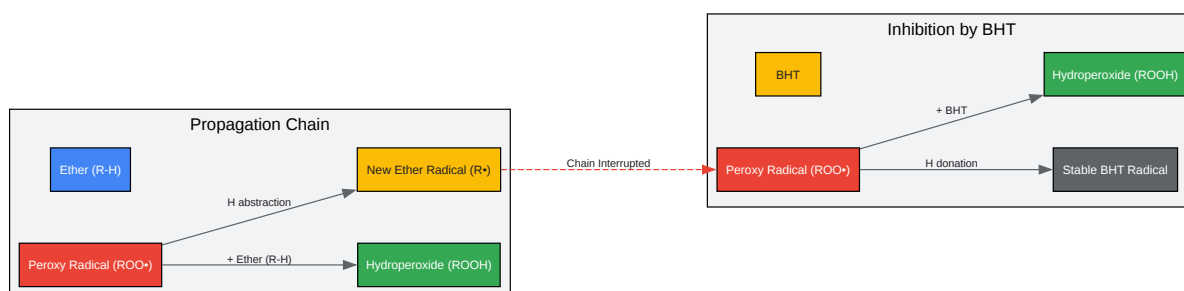 Propagation Chain
Ether (R-H)
New Ether Radical (R•)
H abstraction
Peroxy Radical (ROO•)
+ Ether (R-H)
Hydroperoxide (ROOH)
Chain Interrupted
Inhibition by BHT
BHT
Hydroperoxide (ROOH)
+ BHT
Peroxy Radical (ROO•)
H donation
Stable BHT Radical